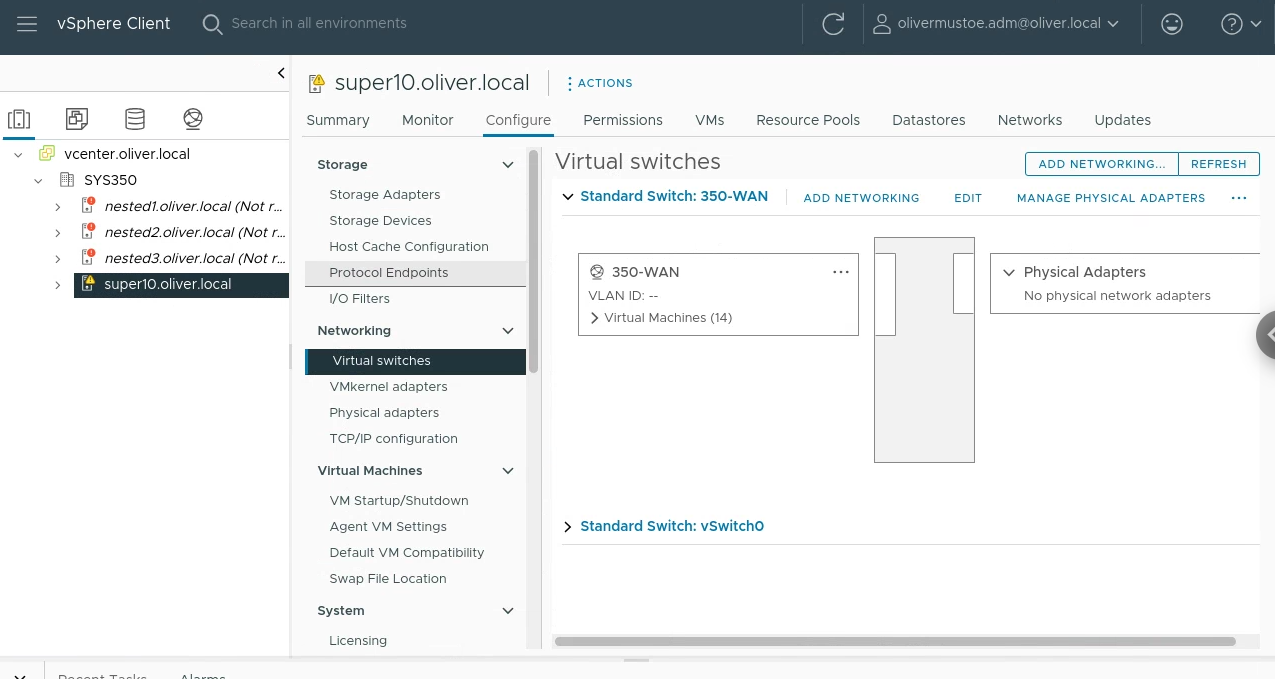 vSphere Client
Search in all environments
olivermustoe.adm@oliver.local
super10.oliver.local
ACTIONS
Summary Monitor Configure Permissions VMs Resource Pools Datastores Networks Updates
vcenter.oliver.local
SYS350
nested1.oliver.local (Not r...
nested2.oliver.local (Not r...
nested3.oliver.local (Not r...
super10.oliver.local
Storage
Storage Adapters
Storage Devices
Host Cache Configuration
Protocol Endpoints
I/O Filters
Networking
Virtual switches
VMkernel adapters
Physical adapters
TCP/IP configuration
Virtual Machines
VM Startup/Shutdown
Agent VM Settings
Default VM Compatibility
Swap File Location
System
Licensing
Virtual switches
ADD NETWORKING... REFRESH
Standard Switch: 350-WAN ADD NETWORKING EDIT MANAGE PHYSICAL ADAPTERS ...
350-WAN ...
VLAN ID: --
Virtual Machines (14)
Physical Adapters
No physical network adapters
Standard Switch: vSwitch0
Recent Tasks Alarms